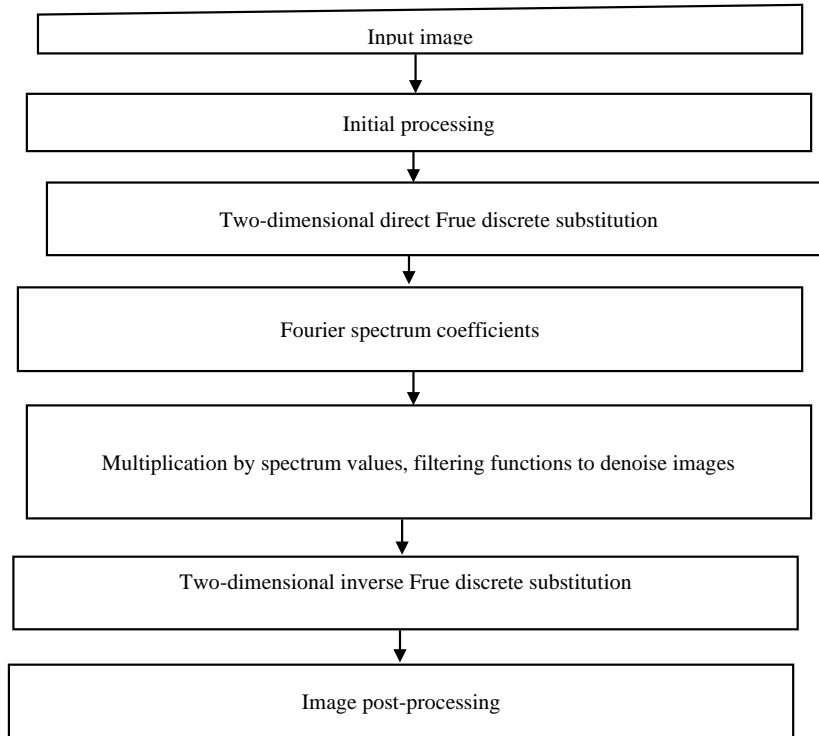 Input image
Initial processing
Two-dimensional direct Frue discrete substitution
Fourier spectrum coefficients
Multiplication by spectrum values, filtering functions to denoise images
Two-dimensional inverse Frue discrete substitution
Image post-processing